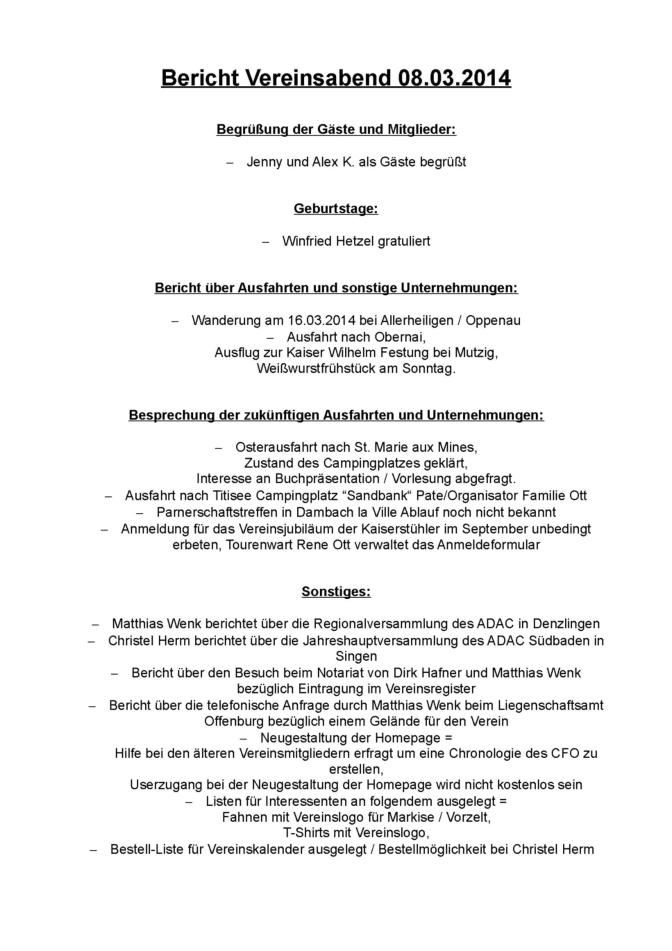 Bericht Vereinsabend 08.03.2014
Begrüßung der Gäste und Mitglieder:
– Jenny und Alex K. als Gäste begrüßt
Geburtstage:
– Winfried Hetzel gratuliert
Bericht über Ausfahrten und sonstige Unternehmungen:
– Wanderung am 16.03.2014 bei Allerheiligen / Oppenau
– Ausfahrt nach Obernai,
Ausflug zur Kaiser Wilhelm Festung bei Mutzig,
Weißwurstfrühstück am Sonntag.
Besprechung der zukünftigen Ausfahrten und Unternehmungen:
– Osterausfahrt nach St. Marie aux Mines,
Zustand des Campingplatzes geklärt,
Interesse an Buchpräsentation / Vorlesung abgefragt.
– Ausfahrt nach Titisee Campingplatz “Sandbank“ Pate/Organisator Familie Ott
– Parnerschaftstreffen in Dambach la Ville Ablauf noch nicht bekannt
– Anmeldung für das Vereinsjubiläum der Kaiserstühler im September unbedingt
erbeten, Tourenwart Rene Ott verwaltet das Anmeldeformular
Sonstiges:
– Matthias Wenk berichtet über die Regionalversammlung des ADAC in Denzlingen
– Christel Herm berichtet über die Jahreshauptversammlung des ADAC Südbaden in
Singen
– Bericht über den Besuch beim Notariat von Dirk Hafner und Matthias Wenk
bezüglich Eintragung im Vereinsregister
– Bericht über die telefonische Anfrage durch Matthias Wenk beim Liegenschaftsamt
Offenburg bezüglich einem Gelände für den Verein
– Neugestaltung der Homepage =
Hilfe bei den älteren Vereinsmitgliedern erfragt um eine Chronologie des CFO zu
erstellen,
Userzugang bei der Neugestaltung der Homepage wird nicht kostenlos sein
– Listen für Interessenten an folgendem ausgelegt =
Fahnen mit Vereinslogo für Markise / Vorzelt,
T-Shirts mit Vereinslogo,
– Bestell-Liste für Vereinskalender ausgelegt / Bestellmöglichkeit bei Christel Herm